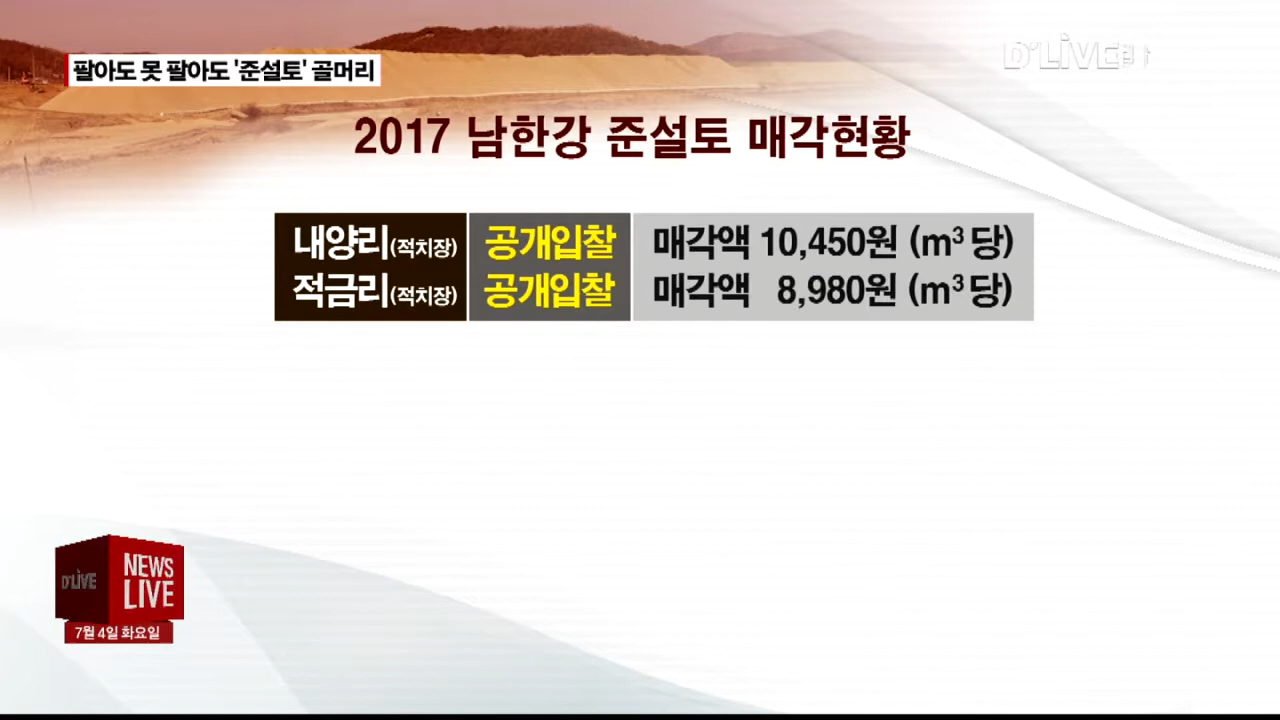 팔아도 못 팔아도 '준설토' 골머리
D'LIVE
2017 남한강 준설토 매각현황
내양리(적치장) 공개입찰 매각액 10,450원 (m³ 당)
적금리(적치장) 공개입찰 매각액 8,980원 (m³ 당)
D'LIVE
NEWS
LIVE
7월 4일 화요일